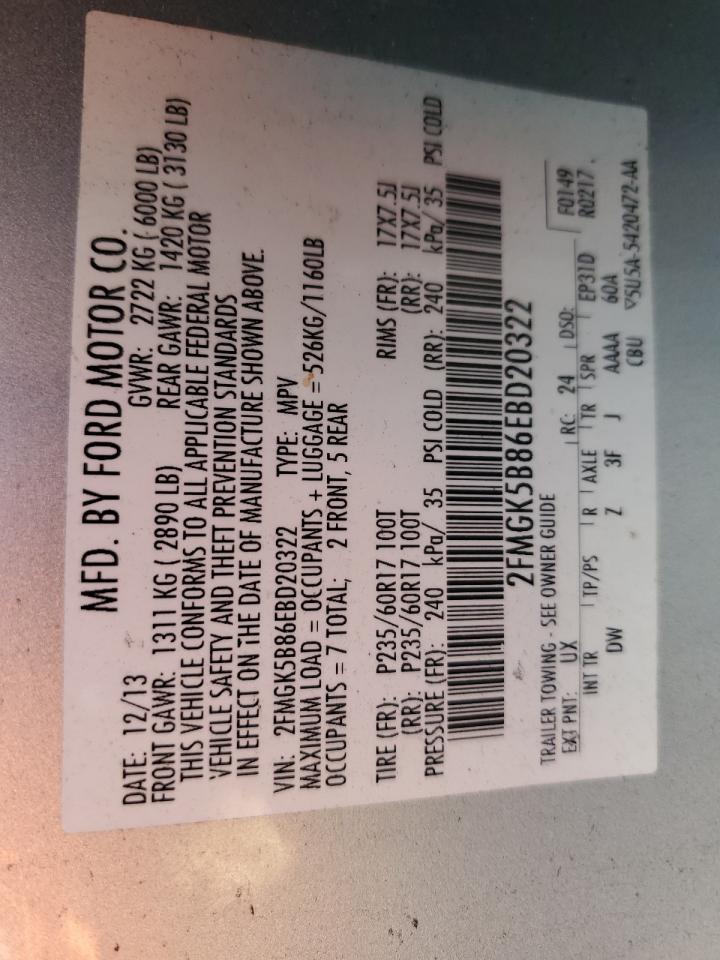 MFD. BY FORD MOTOR CO.
DATE: 12/13 GVWR: 2722 KG ( 6000 LB)
FRONT GAWR: 1311 KG ( 2890 LB) REAR GAWR: 1420 KG ( 3130 LB)
THIS VEHICLE CONFORMS TO ALL APPLICABLE FEDERAL MOTOR
VEHICLE SAFETY AND THEFT PREVENTION STANDARDS
IN EFFECT ON THE DATE OF MANUFACTURE SHOWN ABOVE.
VIN: 2FMGK5B86EBD20322 TYPE: MPV
MAXIMUM LOAD = OCCUPANTS + LUGGAGE = 526KG/1160LB
OCCUPANTS = 7 TOTAL; 2 FRONT, 5 REAR
TIRE (FR): P235/60R17 100T RIMS (FR): 17X7.5J
(RR): P235/60R17 100T (RR): 17X7.5J
PRESSURE (FR): 240 kPa/ 35 PSI COLD (RR): 240 kPa/ 35 PSI COLD
2FMGK5B86EBD20322
TRAILER TOWING - SEE OWNER GUIDE
EXT PNT: UX RC: 24 DSO: F0149
INT TR TP/PS R AXLE TR SPR EP31D R0217
DW Z 3F J AAAA 60A
CBU 5U5A-5420472-AA